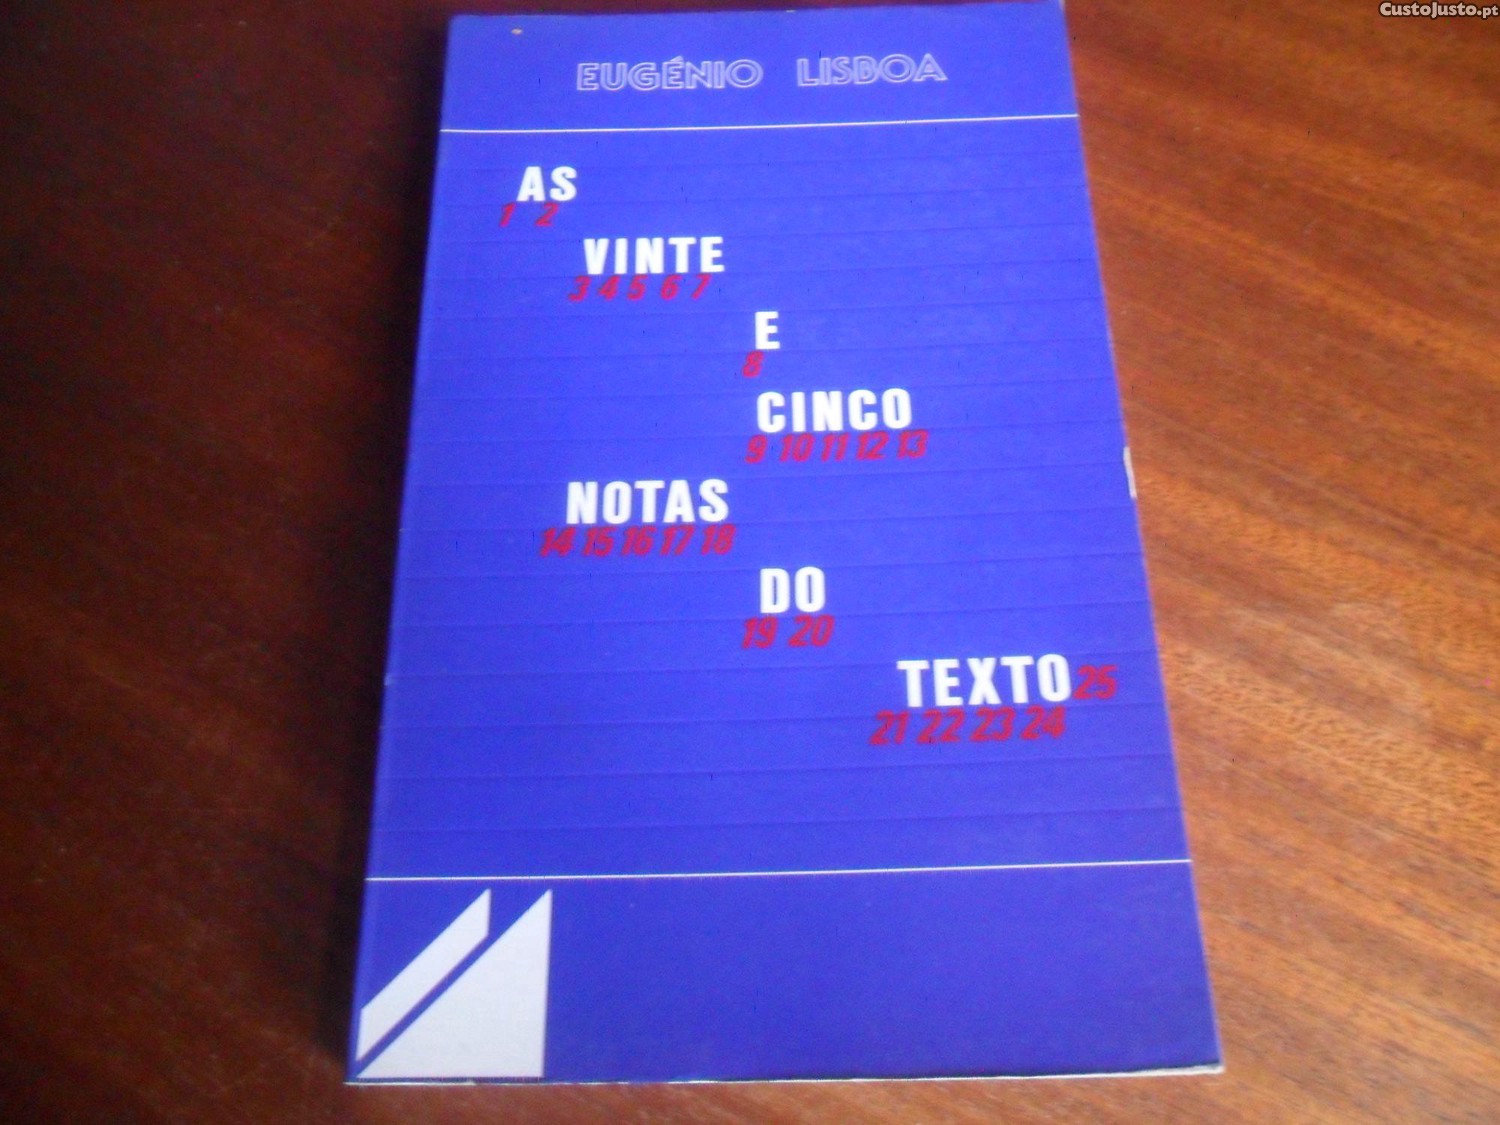 CustoJusto.pt
EUGÉNIO LISBOA
AS
1 2
VINTE
3 4 5 6 7
E
8
CINCO
9 10 11 12 13
NOTAS
14 15 16 17 18
DO
19 20
TEXTO 25
21 22 23 24